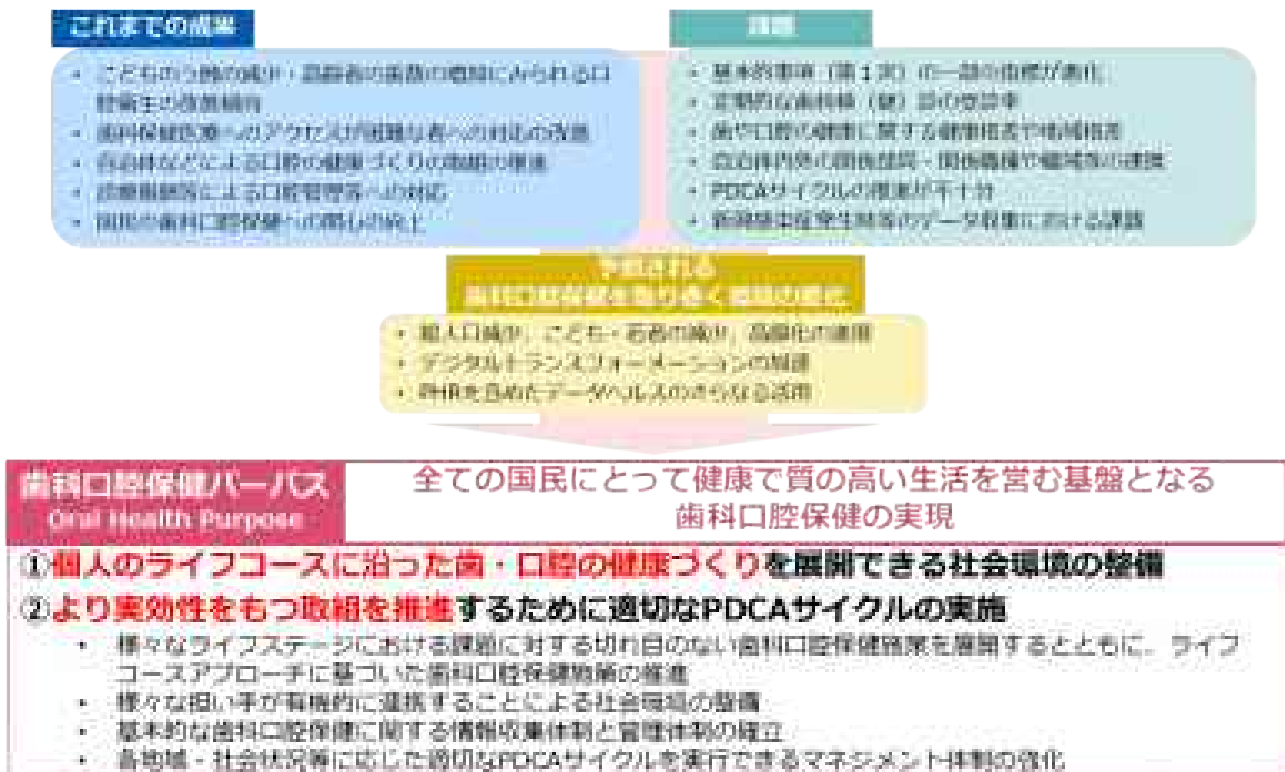 これまでの成果
・ こどものう蝕の減少・高齢者の歯数の増加にみられる口
腔衛生の改善傾向
・ 歯科保健医療へのアクセスが困難な者への対応の改善
・ 自治体などによる口腔の健康づくりの取組の推進
・ 診療報酬等による口腔管理等への対応
・ 国民の歯科口腔保健への関心の向上
課題
・ 基本的事項（第1次）の一部の指標が悪化
・ 定期的な歯科検（健）診の受診率
・ 歯や口腔の健康に関する健康格差や地域格差
・ 自治体内外の関係部局・関係職種や職域等の連携
・ PDCAサイクルの推進が不十分
・ 新興感染症発生時等のデータ収集における課題
予想される
歯科口腔保健を取り巻く環境の変化
・ 総人口減少、こども・若者の減少、高齢化の進展
・ デジタルトランスフォーメーションの加速
・ PHRを含めたデータヘルスのさらなる活用
歯科口腔保健パーパス
Oral Health Purpose
全ての国民にとって健康で質の高い生活を営む基盤となる
歯科口腔保健の実現
①個人のライフコースに沿った歯・口腔の健康づくりを展開できる社会環境の整備
②より実効性をもつ取組を推進するために適切なPDCAサイクルの実施
・ 様々なライフステージにおける課題に対する切れ目のない歯科口腔保健施策を展開するとともに、ライフ
コースアプローチに基づいた歯科口腔保健施策の推進
・ 様々な担い手が有機的に連携することによる社会環境の整備
・ 基本的な歯科口腔保健に関する情報収集体制と管理体制の確立
・ 各地域・社会状況等に応じた適切なPDCAサイクルを実行できるマネジメント体制の強化